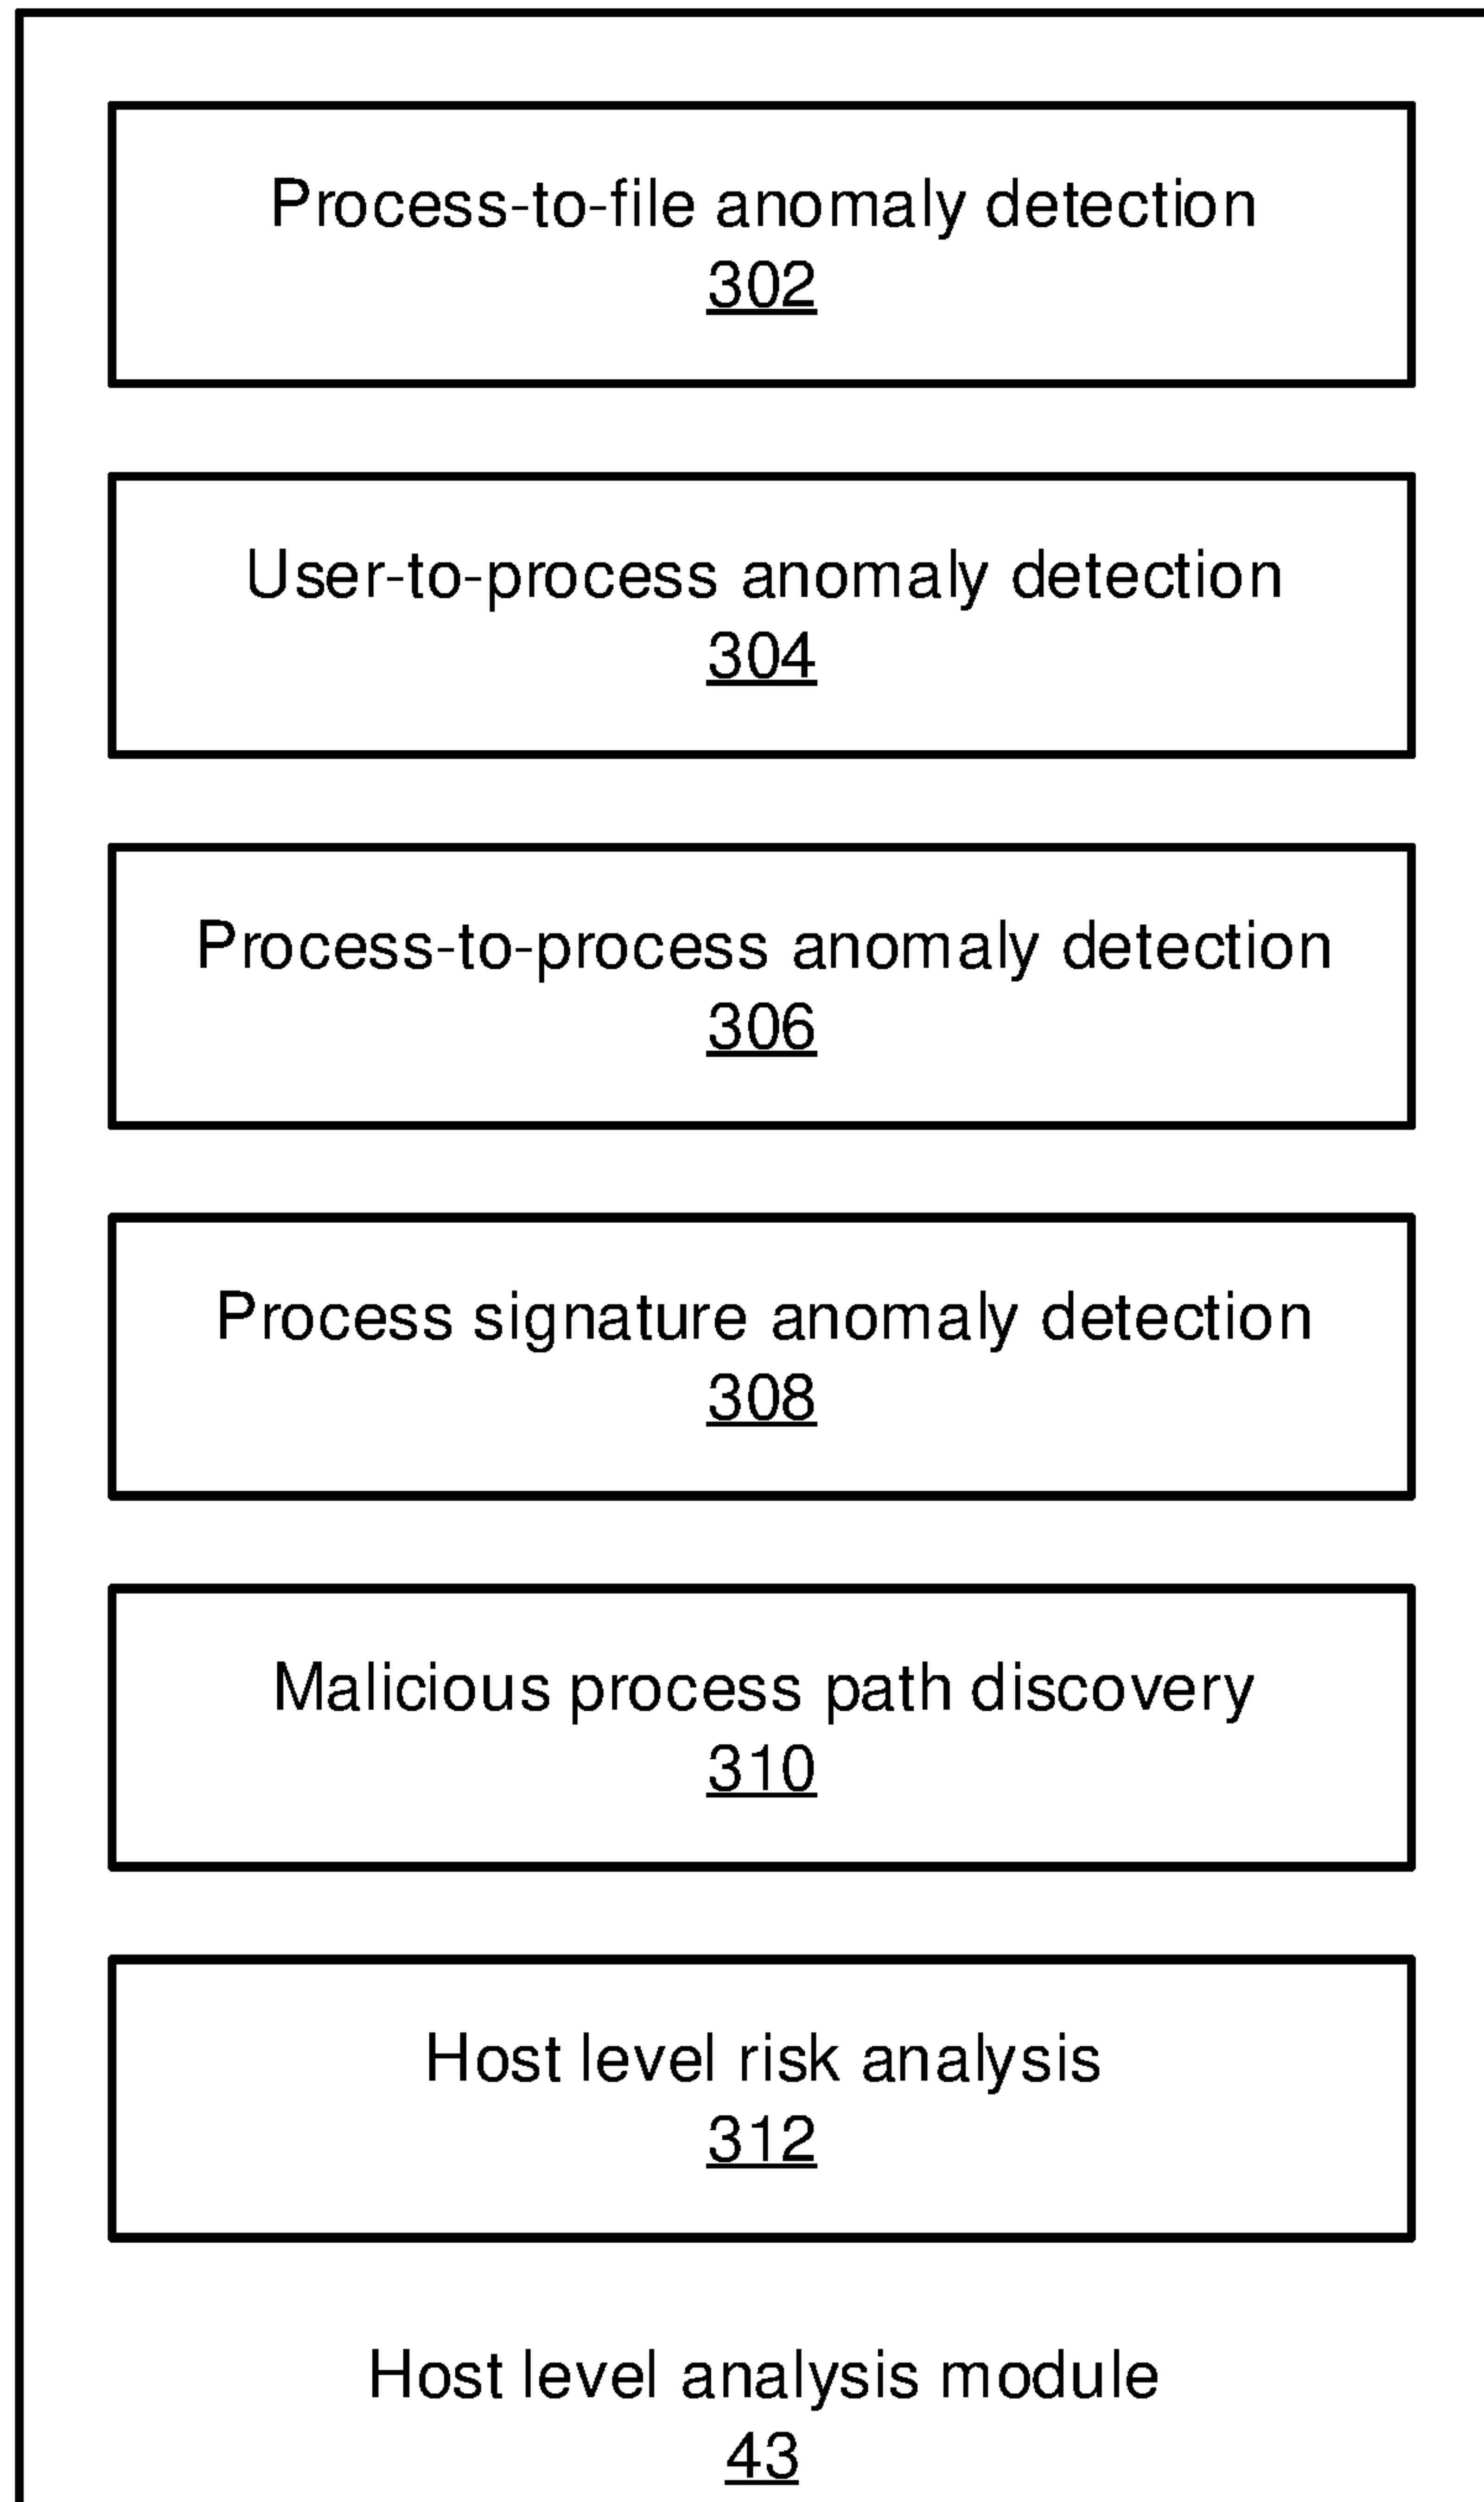 Process-to-file anomaly detection
302
User-to-process anomaly detection
304
Process-to-process anomaly detection
306
Process signature anomaly detection
308
Malicious process path discovery
310
Host level risk analysis
312
Host level analysis module
43